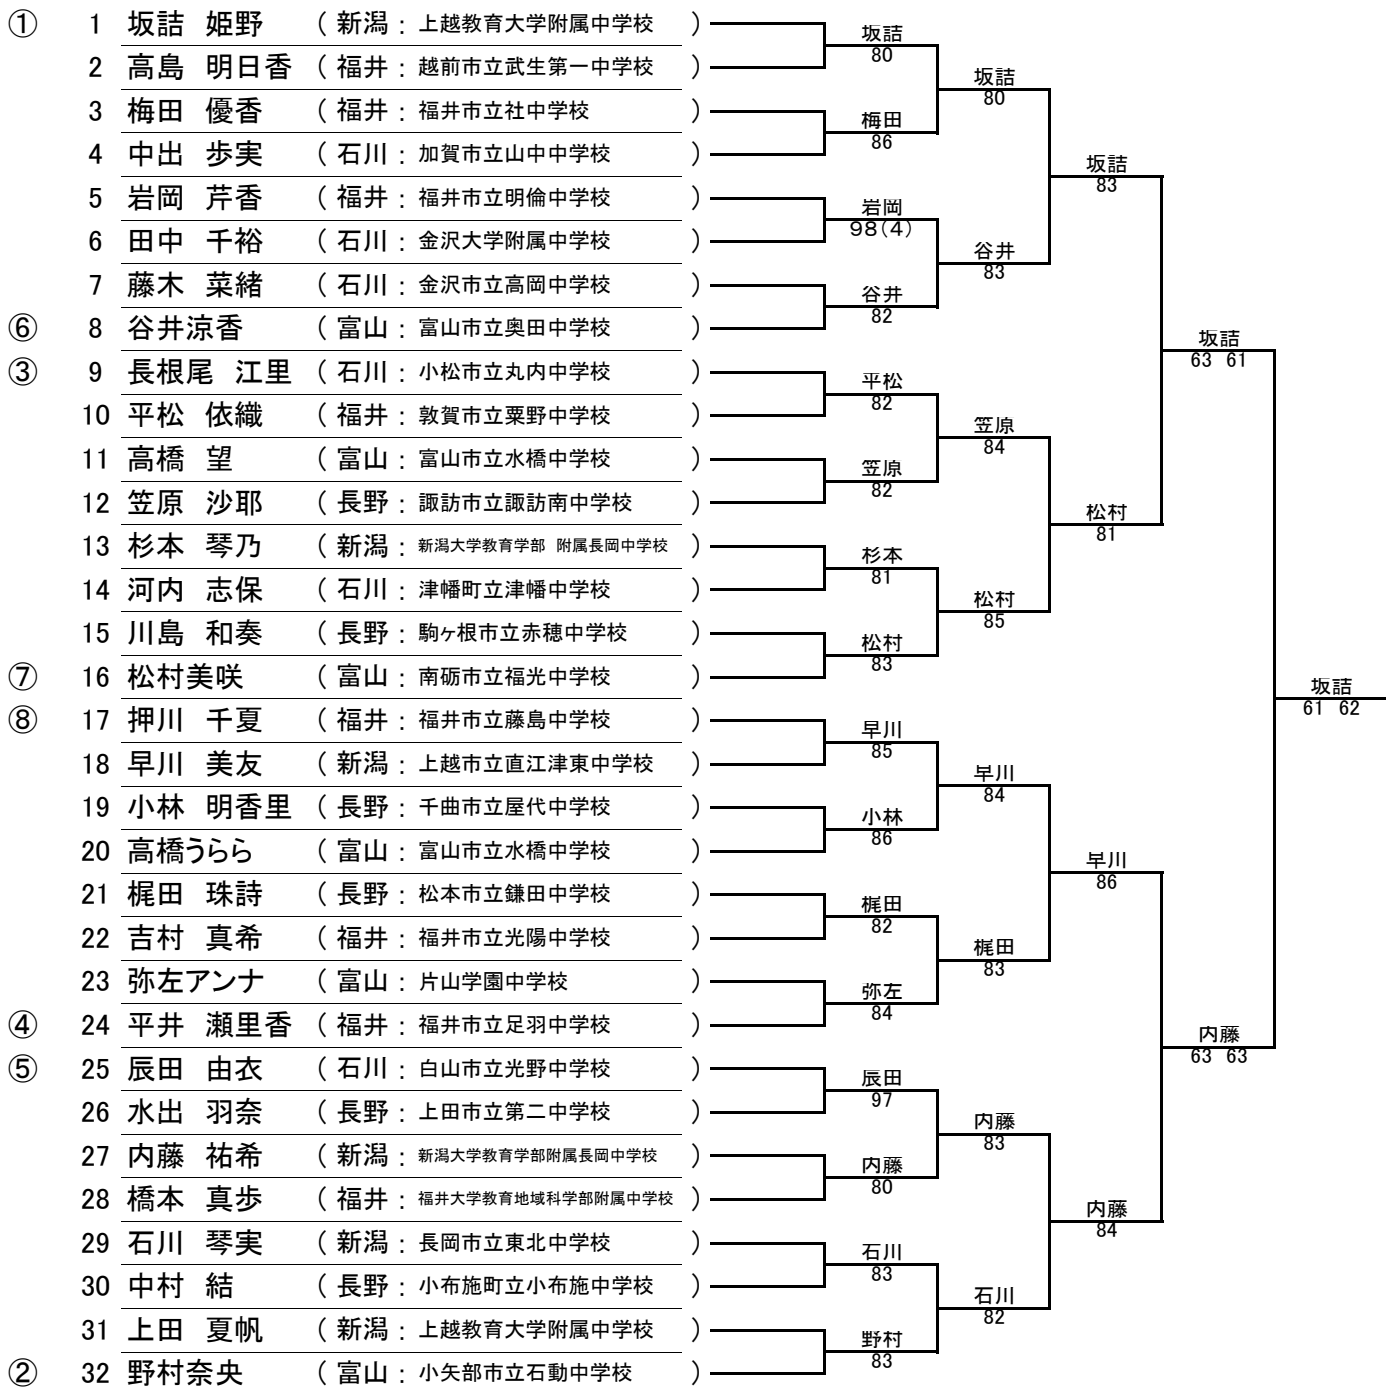 ① 1 坂詰 姫野 ( 新潟 : 上越教育大学附属中学校 )
2 高島 明日香 ( 福井 : 越前市立武生第一中学校 )
3 梅田 優香 ( 福井 : 福井市立社中学校 )
4 中出 歩実 ( 石川 : 加賀市立山中中学校 )
5 岩岡 芹香 ( 福井 : 福井市立明倫中学校 )
6 田中 千裕 ( 石川 : 金沢大学附属中学校 )
7 藤木 菜緒 ( 石川 : 金沢市立高岡中学校 )
⑥ 8 谷井涼香 ( 富山 : 富山市立奥田中学校 )
③ 9 長根尾 江里 ( 石川 : 小松市立丸内中学校 )
10 平松 依織 ( 福井 : 敦賀市立粟野中学校 )
11 高橋 望 ( 富山 : 富山市立水橋中学校 )
12 笠原 沙耶 ( 長野 : 諏訪市立諏訪南中学校 )
13 杉本 琴乃 ( 新潟 : 新潟大学教育学部 附属長岡中学校 )
14 河内 志保 ( 石川 : 津幡町立津幡中学校 )
15 川島 和奏 ( 長野 : 駒ヶ根市立赤穂中学校 )
⑦ 16 松村美咲 ( 富山 : 南砺市立福光中学校 )
⑧ 17 押川 千夏 ( 福井 : 福井市立藤島中学校 )
18 早川 美友 ( 新潟 : 上越市立直江津東中学校 )
19 小林 明香里 ( 長野 : 千曲市立屋代中学校 )
20 高橋うらら ( 富山 : 富山市立水橋中学校 )
21 梶田 珠詩 ( 長野 : 松本市立鎌田中学校 )
22 吉村 真希 ( 福井 : 福井市立光陽中学校 )
23 弥左アンナ ( 富山 : 片山学園中学校 )
④ 24 平井 瀬里香 ( 福井 : 福井市立足羽中学校 )
⑤ 25 辰田 由衣 ( 石川 : 白山市立光野中学校 )
26 水出 羽奈 ( 長野 : 上田市立第二中学校 )
27 内藤 祐希 ( 新潟 : 新潟大学教育学部附属長岡中学校 )
28 橋本 真歩 ( 福井 : 福井大学教育地域科学部附属中学校 )
29 石川 琴実 ( 新潟 : 長岡市立東北中学校 )
30 中村 結 ( 長野 : 小布施町立小布施中学校 )
31 上田 夏帆 ( 新潟 : 上越教育大学附属中学校 )
② 32 野村奈央 ( 富山 : 小矢部市立石動中学校 )
坂詰
80
梅田
86
岩岡
98(4)
谷井
82
平松
82
笠原
82
杉本
81
松村
83
早川
85
小林
86
梶田
82
弥左
84
辰田
97
内藤
80
石川
83
野村
83
坂詰
80
谷井
83
笠原
84
松村
85
早川
84
梶田
83
内藤
83
石川
82
坂詰
83
松村
81
早川
86
内藤
84
坂詰
63 61
内藤
63 63
坂詰
61 62